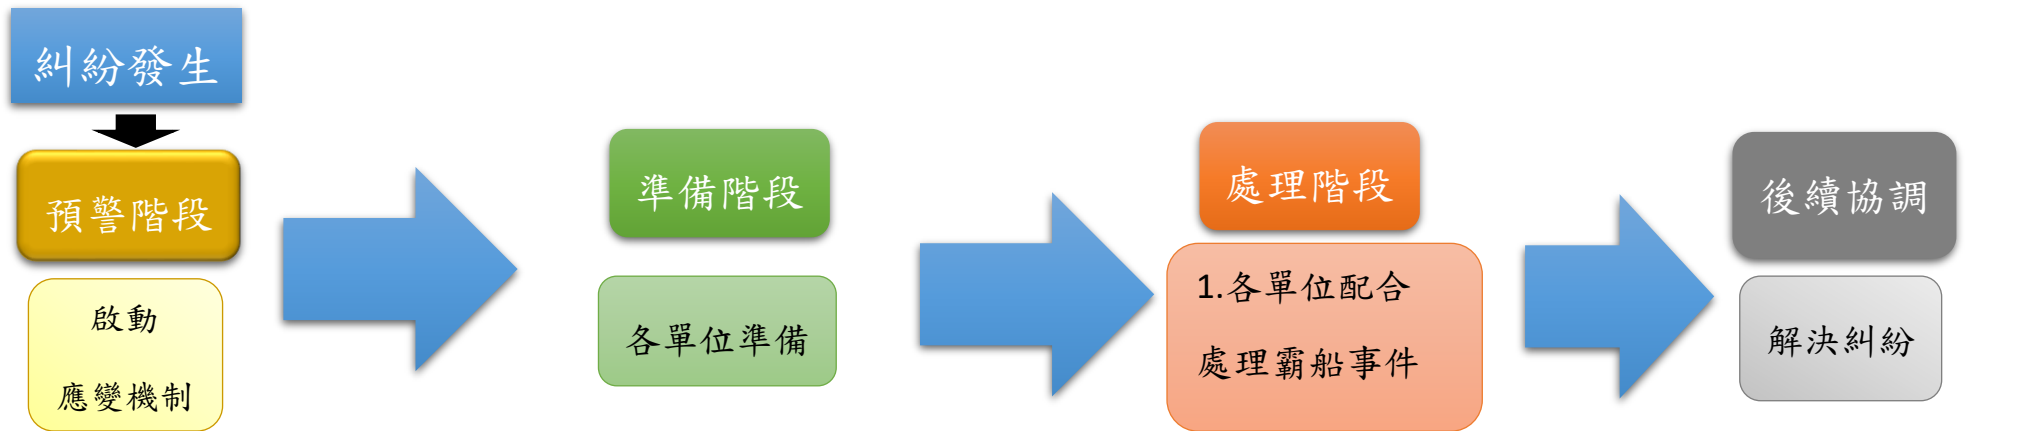 糾紛發生
預警階段
啟動
應變機制
準備階段
各單位準備
處理階段
1.各單位配合
處理霸船事件
後續協調
解決糾紛